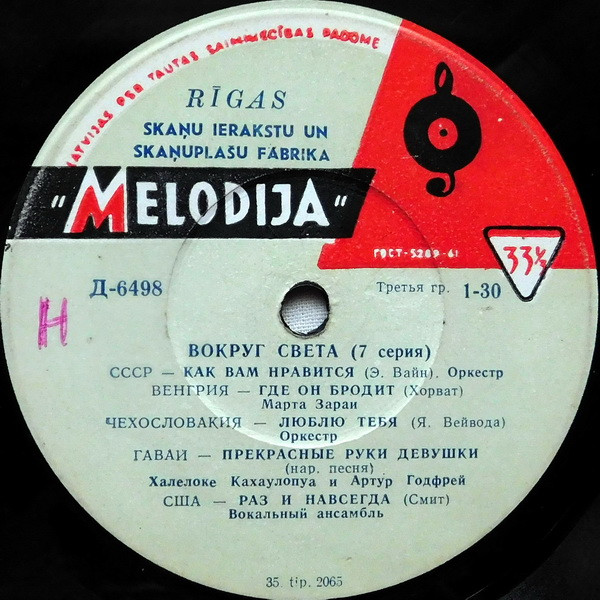 LATVIJAS PSR TAUTAS SAIMNIECĪBAS PADOME
RĪGAS
SKAŅU IERAKSTU UN
SKAŅUPLAŠU FABRIKA
"MELODIJA"
ГОСТ-5289-61
33⅓
Д-6498
Третья гр. 1-30
Н
ВОКРУГ СВЕТА (7 серия)
СССР — КАК ВАМ НРАВИТСЯ (Э. Вайн), Оркестр
ВЕНГРИЯ — ГДЕ ОН БРОДИТ (Хорват)
Марта Зараи
ЧЕХОСЛОВАКИЯ — ЛЮБЛЮ ТЕБЯ (Я. Вейвода)
Оркестр
ГАВАИ — ПРЕКРАСНЫЕ РУКИ ДЕВУШКИ
(нар. песня)
Халелоке Кахаулопуа и Артур Годфрей
США — РАЗ И НАВСЕГДА (Смит)
Вокальный ансамбль
35. tip. 2065